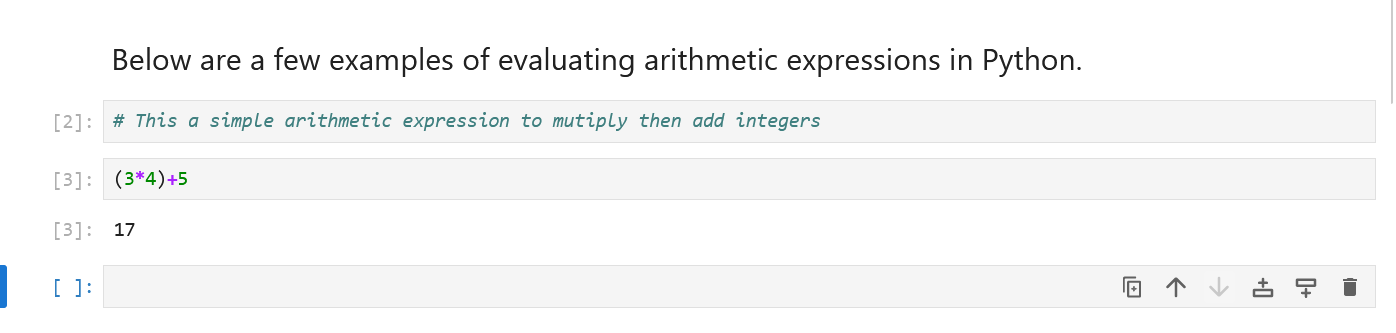 Below are a few examples of evaluating arithmetic expressions in Python.
[2]: # This a simple arithmetic expression to mutiply then add integers
[3]: (3*4)+5
[3]: 17
[ ]: